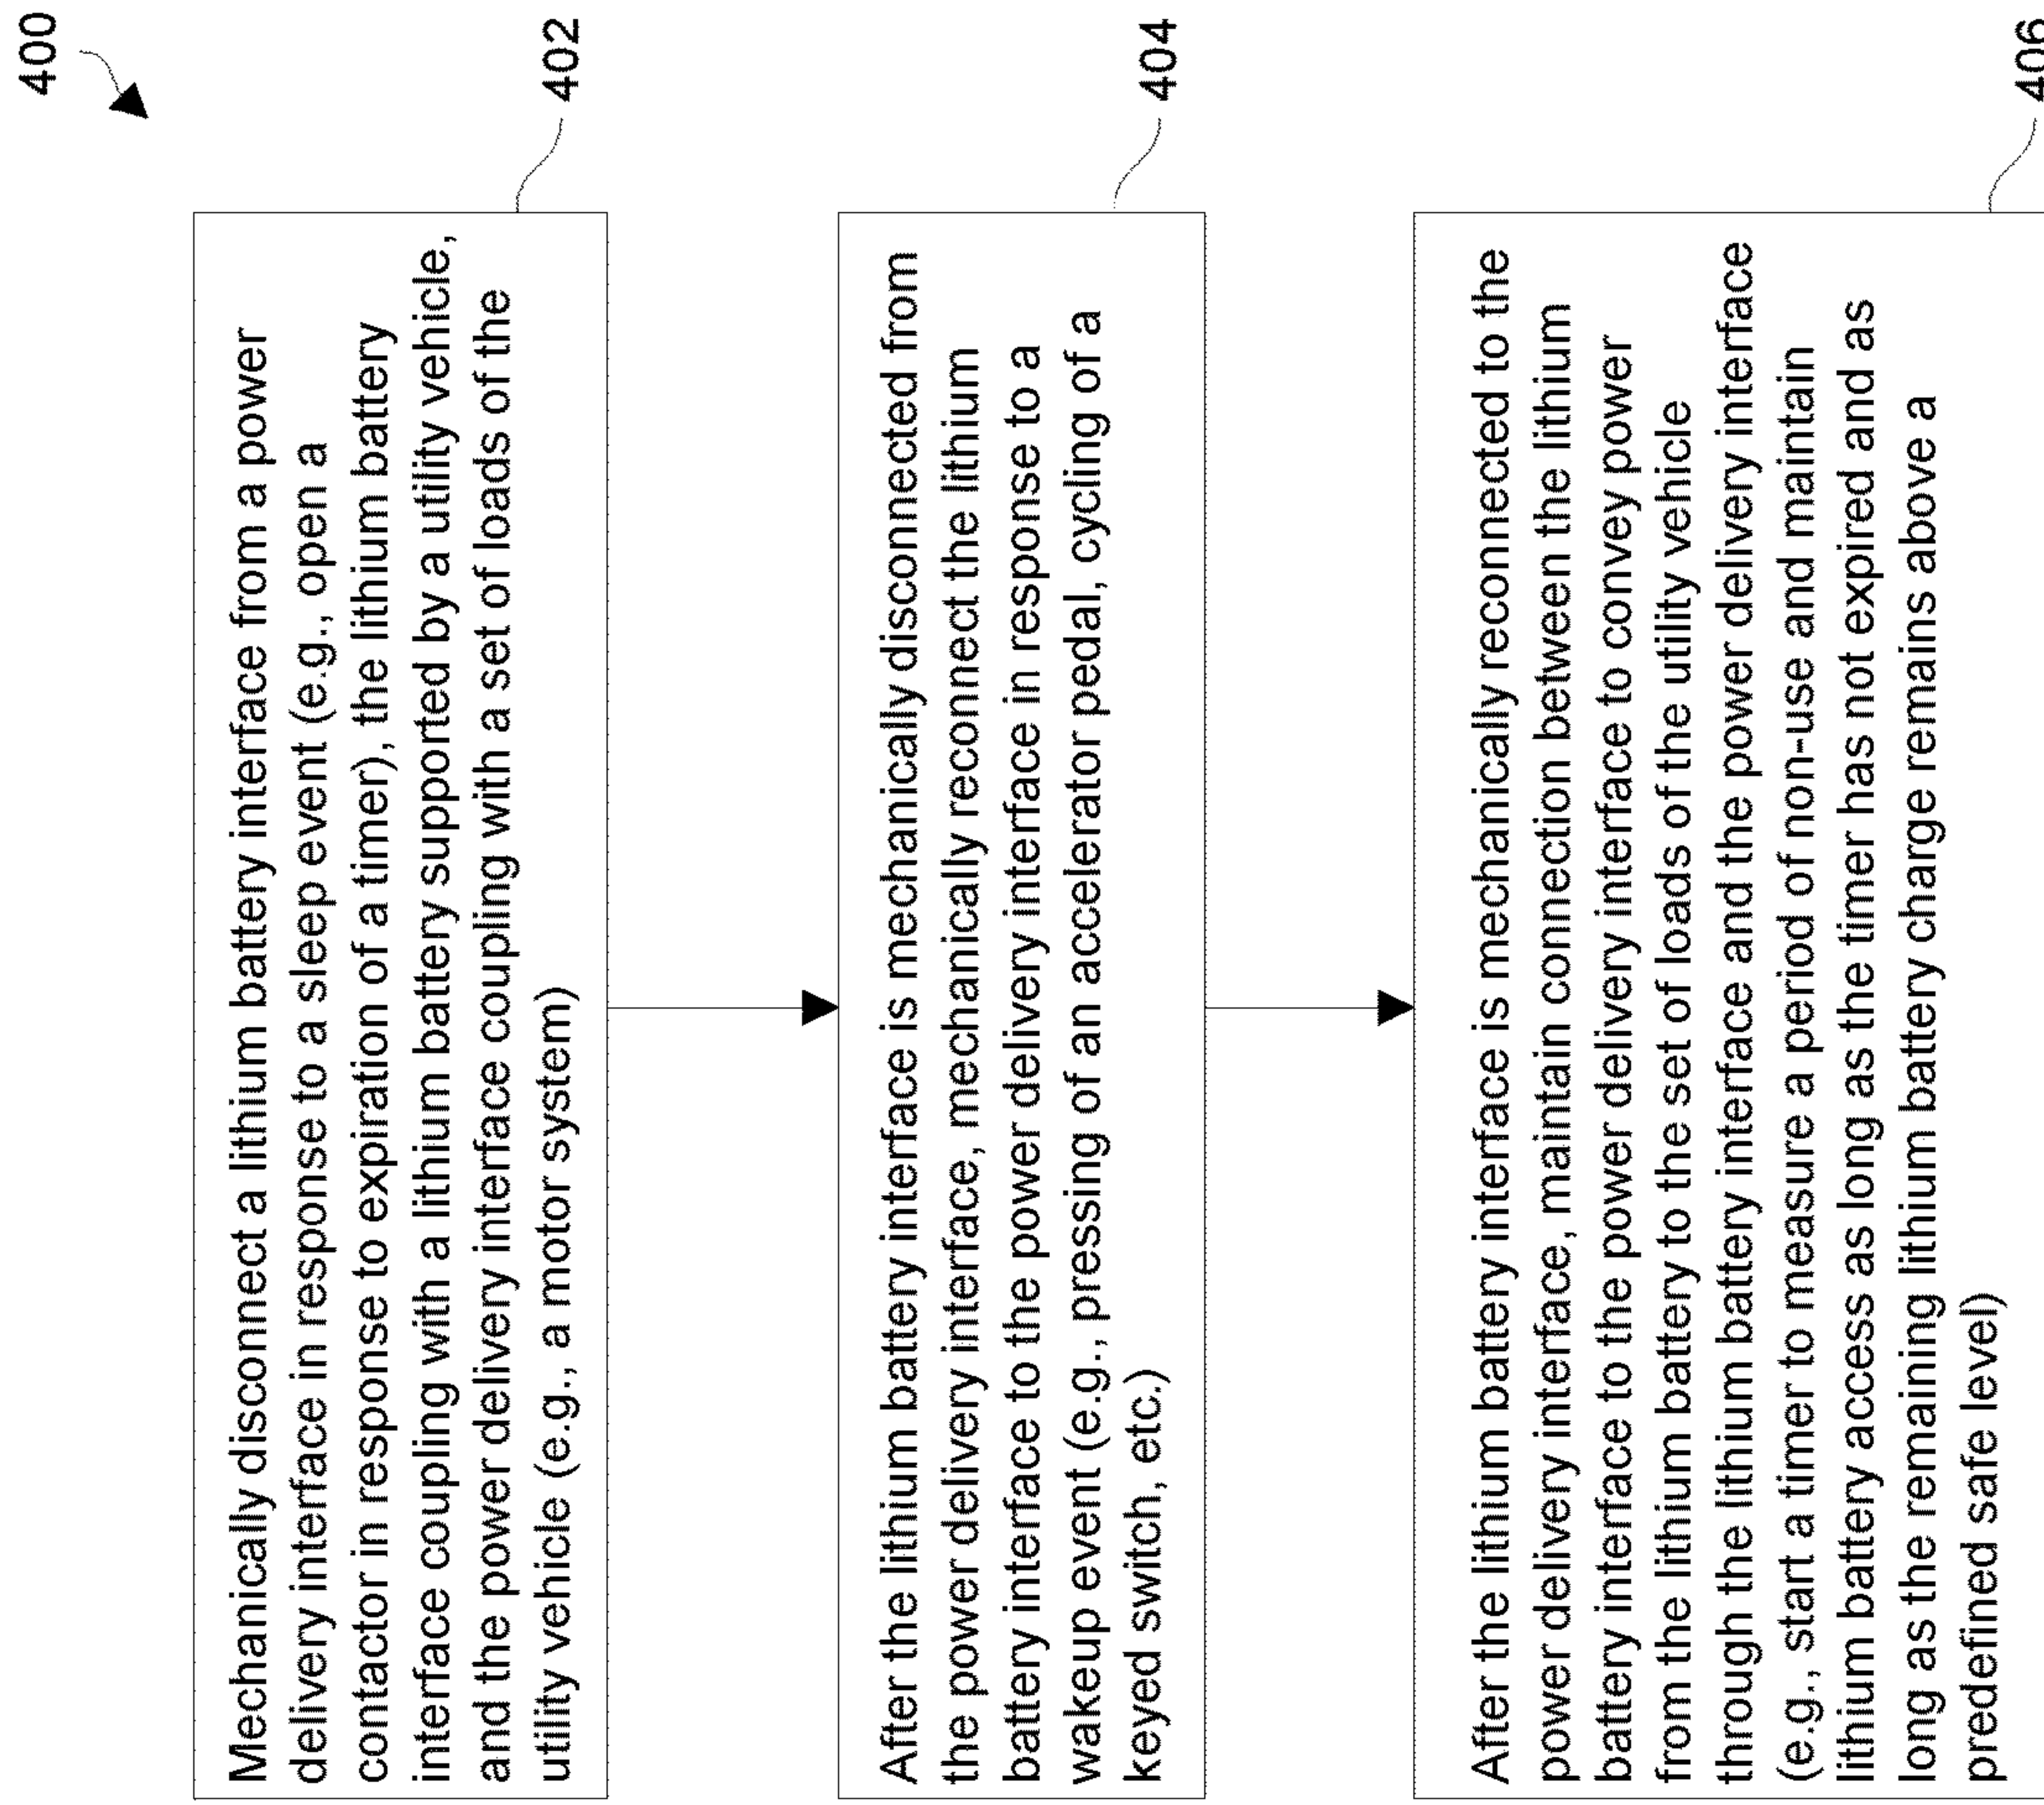 400
Mechanically disconnect a lithium battery interface from a power
delivery interface in response to a sleep event (e.g., open a
contactor in response to expiration of a timer), the lithium battery
interface coupling with a lithium battery supported by a utility vehicle,
and the power delivery interface coupling with a set of loads of the
utility vehicle (e.g., a motor system)
402
After the lithium battery interface is mechanically disconnected from
the power delivery interface, mechanically reconnect the lithium
battery interface to the power delivery interface in response to a
wakeup event (e.g., pressing of an accelerator pedal, cycling of a
keyed switch, etc.)
404
After the lithium battery interface is mechanically reconnected to the
power delivery interface, maintain connection between the lithium
battery interface to the power delivery interface to convey power
from the lithium battery to the set of loads of the utility vehicle
through the lithium battery interface and the power delivery interface
(e.g., start a timer to measure a period of non-use and maintain
lithium battery access as long as the timer has not expired and as
long as the remaining lithium battery charge remains above a
predefined safe level)
406